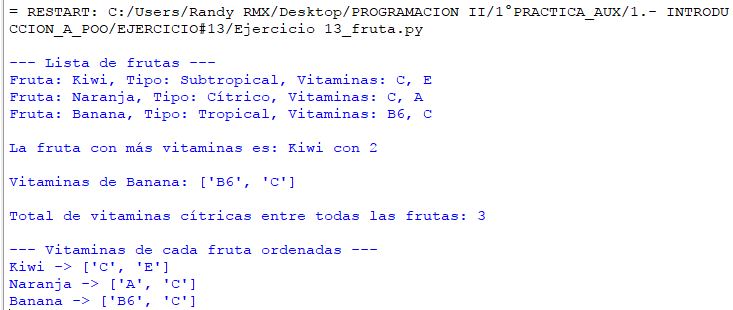 = RESTART: C:/Users/Randy RMX/Desktop/PROGRAMACION II/1°PRACTICA_AUX/1.- INTRODU
CCION_A_POO/EJERCICIO#13/Ejercicio 13_fruta.py
--- Lista de frutas ---
Fruta: Kiwi, Tipo: Subtropical, Vitaminas: C, E
Fruta: Naranja, Tipo: Cítrico, Vitaminas: C, A
Fruta: Banana, Tipo: Tropical, Vitaminas: B6, C
La fruta con más vitaminas es: Kiwi con 2
Vitaminas de Banana: ['B6', 'C']
Total de vitaminas cítricas entre todas las frutas: 3
--- Vitaminas de cada fruta ordenadas ---
Kiwi -> ['C', 'E']
Naranja -> ['A', 'C']
Banana -> ['B6', 'C']